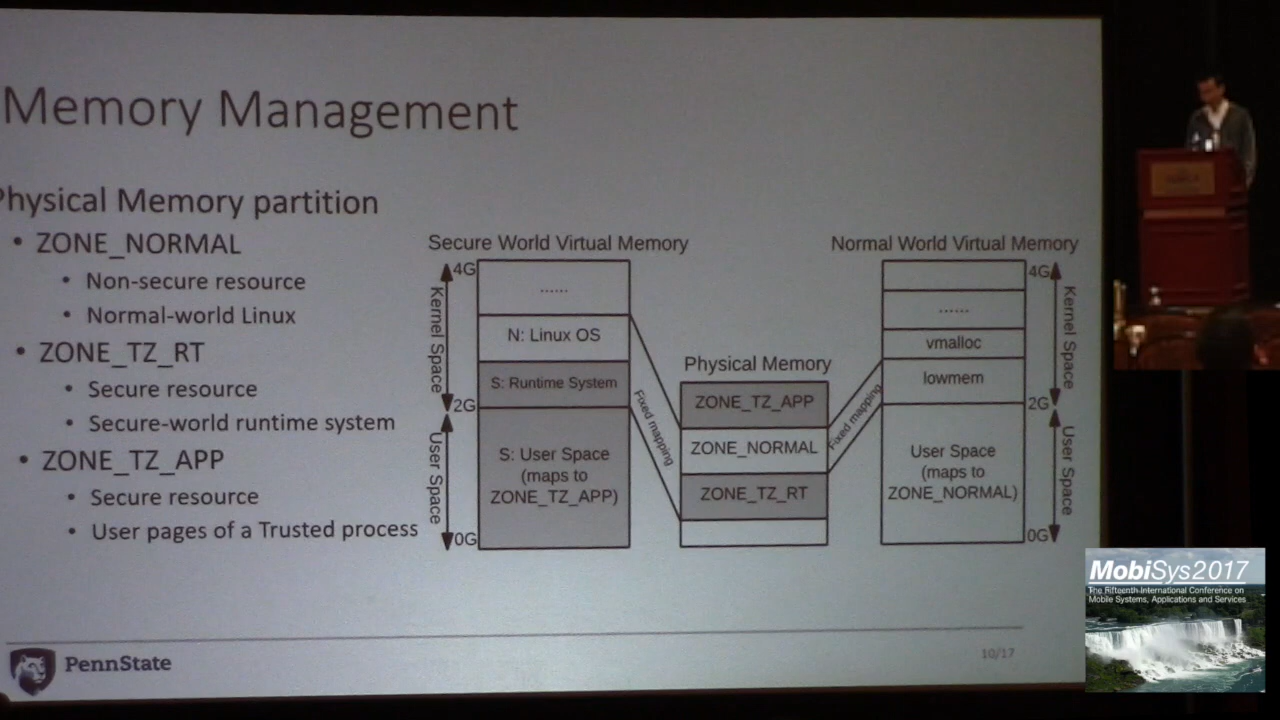 Memory Management
Physical Memory partition
• ZONE_NORMAL
• Non-secure resource
• Normal-world Linux
• ZONE_TZ_RT
• Secure resource
• Secure-world runtime system
• ZONE_TZ_APP
• Secure resource
• User pages of a Trusted process
Secure World Virtual Memory
4G
Kernel Space
2G
User Space
0G
......
N: Linux OS
S: Runtime System
S: User Space
(maps to
ZONE_TZ_APP)
Fixed mapping
Physical Memory
ZONE_TZ_APP
ZONE_NORMAL
ZONE_TZ_RT
Fixed mapping
Normal World Virtual Memory
......
vmalloc
lowmem
User Space
(maps to
ZONE_NORMAL)
4G
Kernel Space
2G
User Space
0G
PennState
10/17
MobiSys2017
The Fifteenth International Conference on
Mobile Systems, Applications and Services